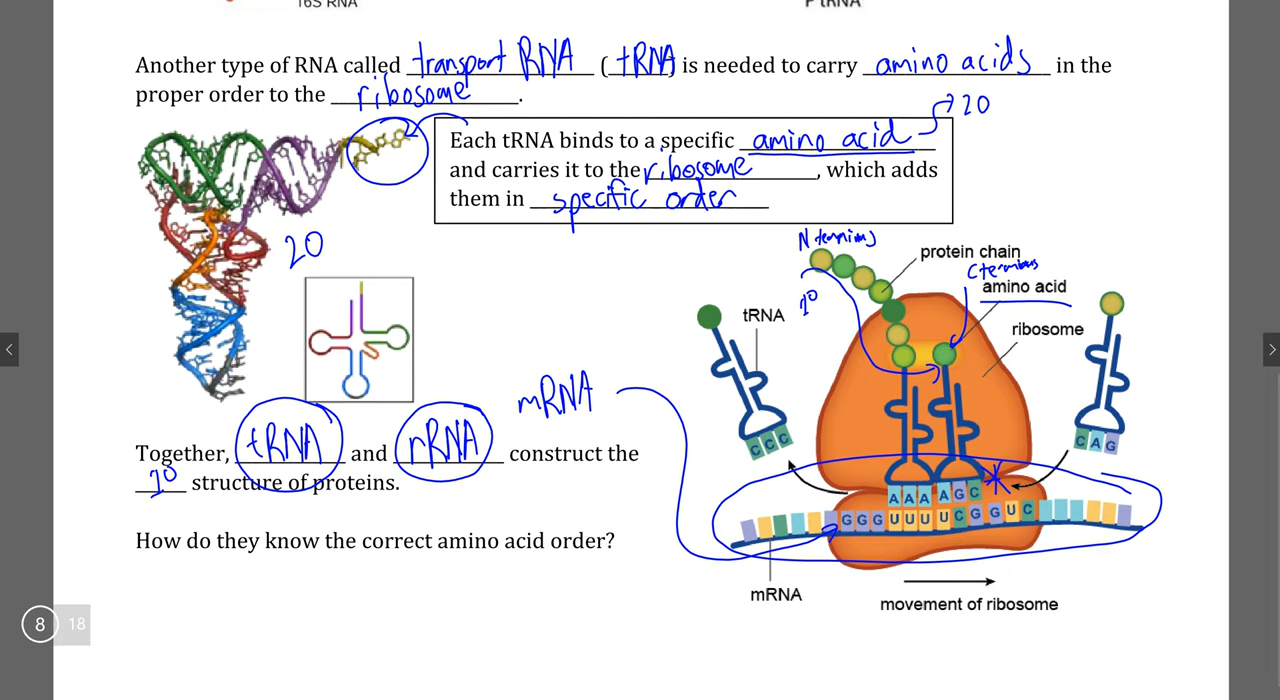 16S RNA
P tRNA
Another type of RNA called transport RNA (tRNA) is needed to carry amino acids in the
proper order to the ribosome.
20
Each tRNA binds to a specific amino acid
and carries it to the ribosome, which adds
them in specific order
20
N terminus
protein chain
C terminus
amino acid
1°
tRNA
ribosome
mRNA
CCC
CAG
Together, tRNA and rRNA construct the
1° structure of proteins.
AAA AGC
GGGUUUUCGGUC
How do they know the correct amino acid order?
mRNA
movement of ribosome
8 18